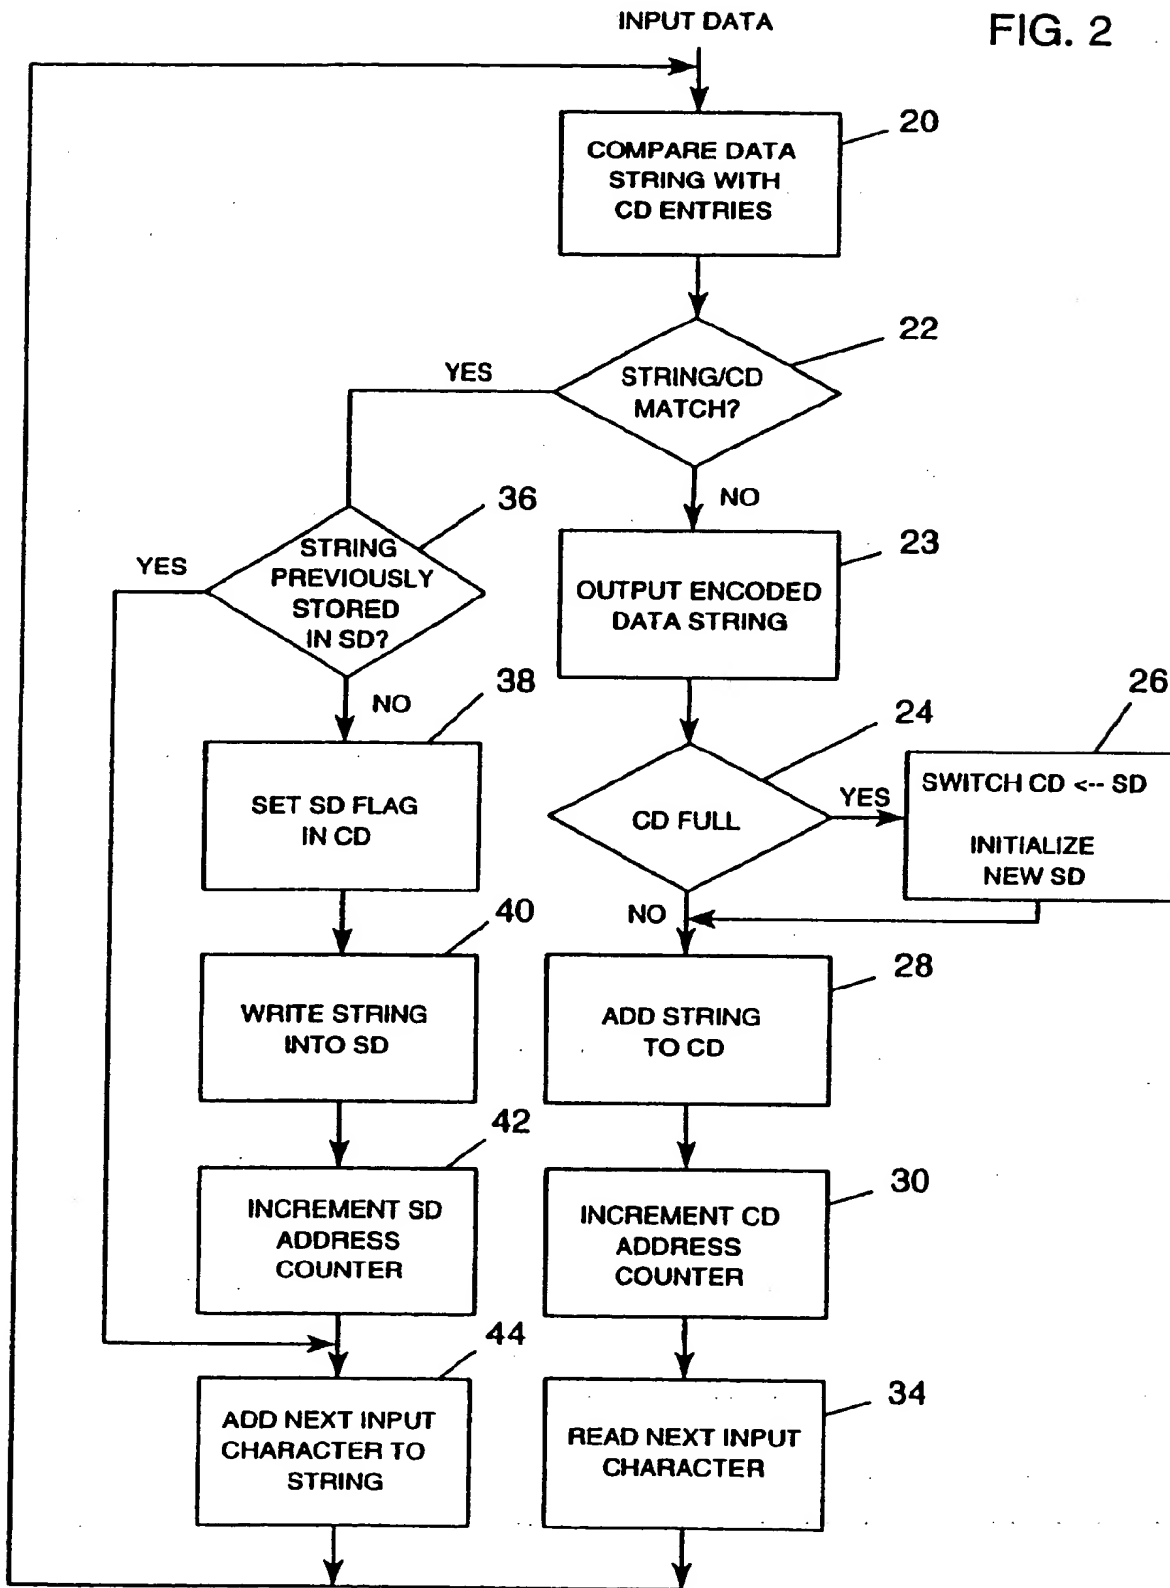 FIG. 2
INPUT DATA
20
COMPARE DATA
STRING WITH
CD ENTRIES
22
STRING/CD
MATCH?
YES
NO
36
STRING
PREVIOUSLY
STORED
IN SD?
YES
NO
23
OUTPUT ENCODED
DATA STRING
38
SET SD FLAG
IN CD
24
CD FULL
YES
NO
26
SWITCH CD <-- SD
INITIALIZE
NEW SD
40
WRITE STRING
INTO SD
28
ADD STRING
TO CD
42
INCREMENT SD
ADDRESS
COUNTER
30
INCREMENT CD
ADDRESS
COUNTER
44
ADD NEXT INPUT
CHARACTER TO
STRING
34
READ NEXT INPUT
CHARACTER